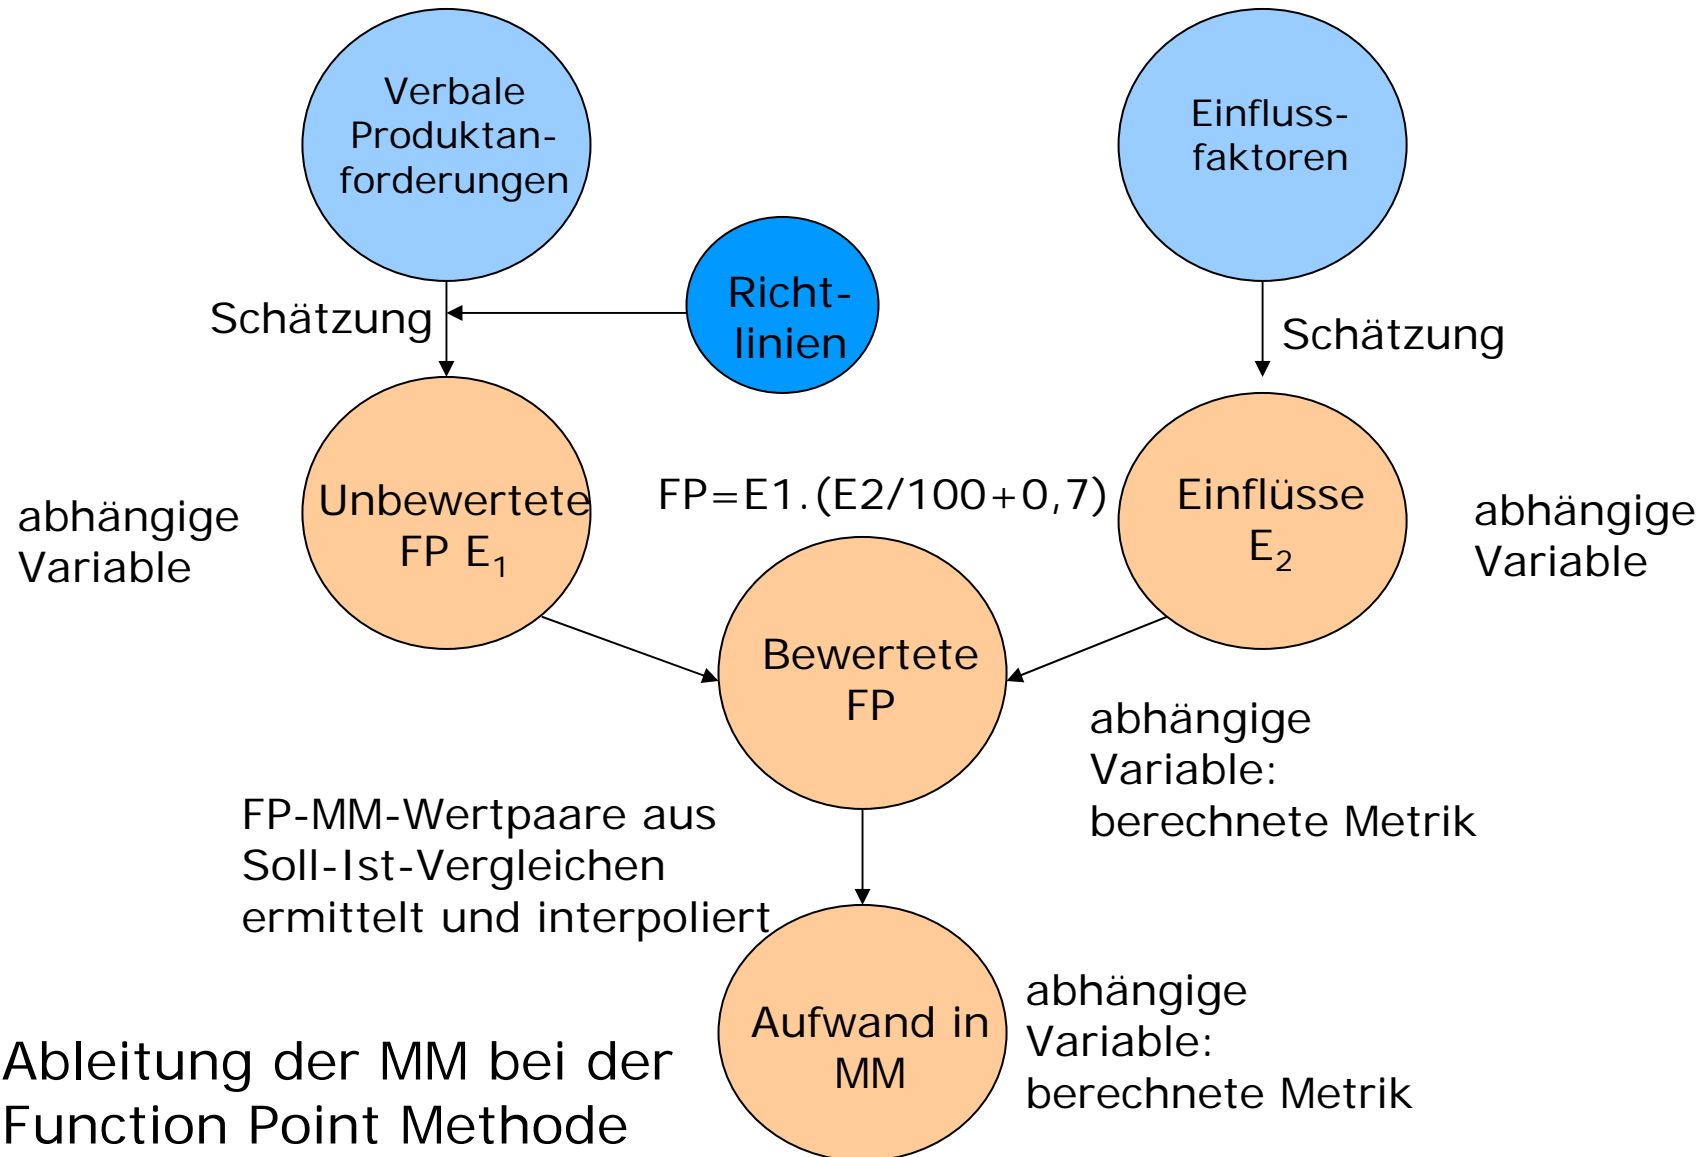 Verbale
Produktan-
forderungen
Einfluss-
faktoren
Richt-
linien
Schätzung
Schätzung
abhängige
Variable
Unbewertete
FP E₁
FP=E1.(E2/100+0,7)
Einflüsse
E₂
abhängige
Variable
Bewertete
FP
abhängige
Variable:
berechnete Metrik
FP-MM-Wertpaare aus
Soll-Ist-Vergleichen
ermittelt und interpoliert
Aufwand in
MM
abhängige
Variable:
berechnete Metrik
Ableitung der MM bei der
Function Point Methode